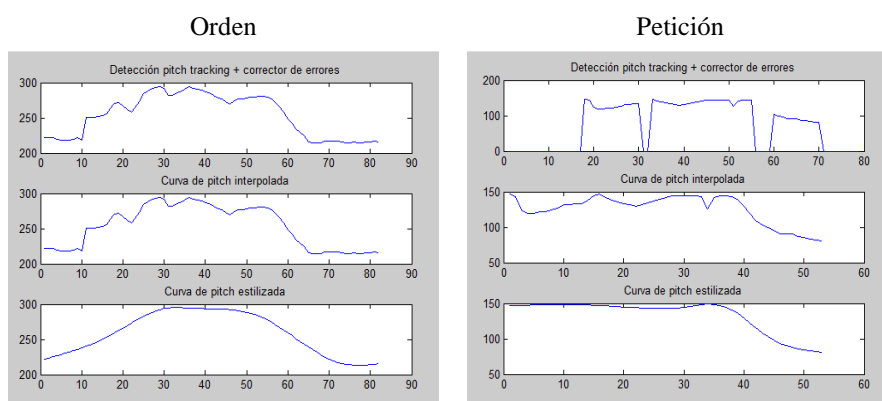 Orden
Detección pitch tracking + corrector de errores
300
250
200
0 10 20 30 40 50 60 70 80 90
Curva de pitch interpolada
300
250
200
0 10 20 30 40 50 60 70 80 90
Curva de pitch estilizada
300
250
200
0 10 20 30 40 50 60 70 80 90
Petición
Detección pitch tracking + corrector de errores
200
100
0
0 10 20 30 40 50 60 70 80
Curva de pitch interpolada
150
100
50
0 10 20 30 40 50 60
Curva de pitch estilizada
150
100
50
0 10 20 30 40 50 60